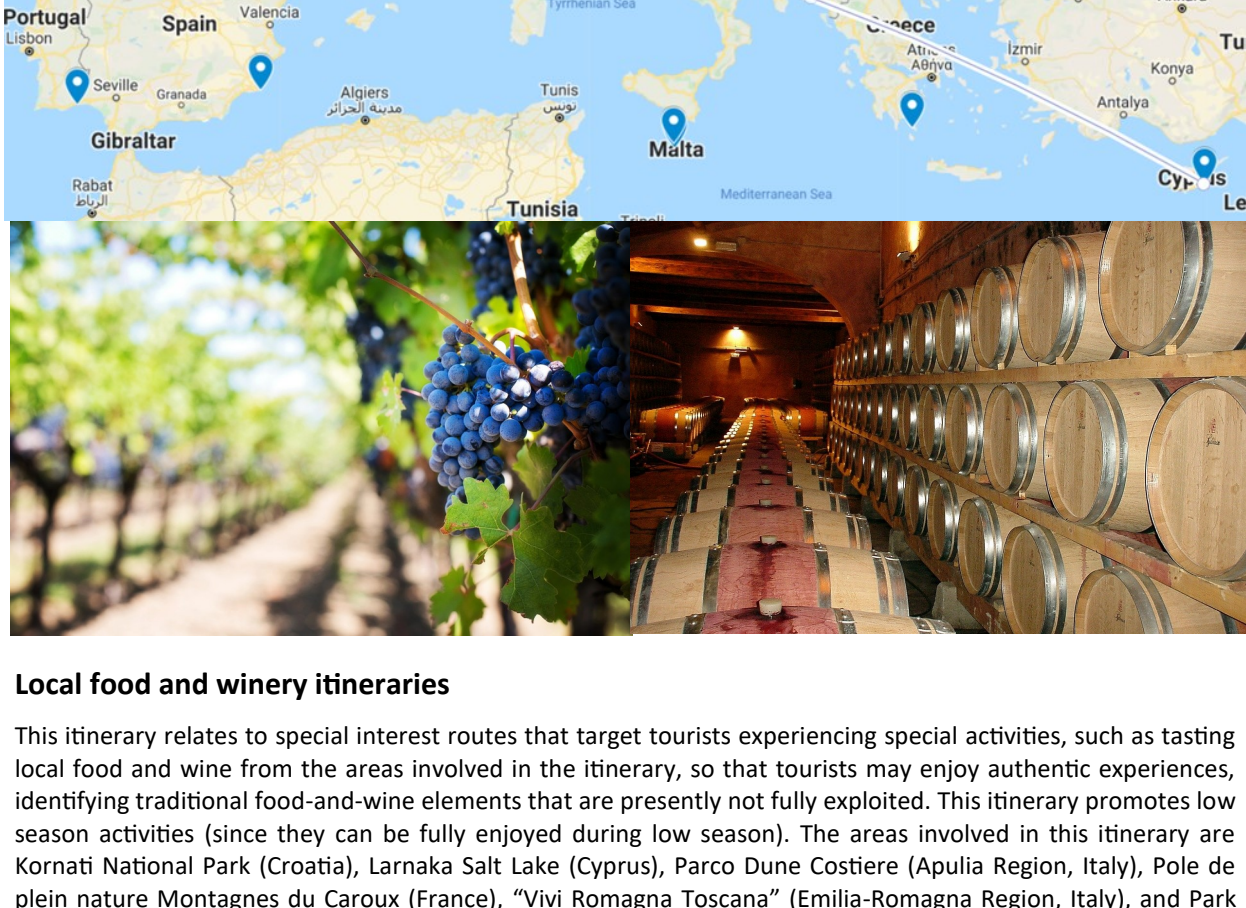 Tyrrhenian Sea
Portugal
Spain
Valencia
Lisbon
Greece
İzmir
Konya
Seville
Granada
Algiers
مدينة الجزائر
Tunis
تونس
Αθήνα
Antalya
Gibraltar
Malta
Rabat
الرباط
Mediterranean Sea
Tunisia
Local food and winery itineraries
This itinerary relates to special interest routes that target tourists experiencing special activities, such as tasting
local food and wine from the areas involved in the itinerary, so that tourists may enjoy authentic experiences,
identifying traditional food-and-wine elements that are presently not fully exploited. This itinerary promotes low
season activities (since they can be fully enjoyed during low season). The areas involved in this itinerary are
Kornati National Park (Croatia), Larnaka Salt Lake (Cyprus), Parco Dune Costiere (Apulia Region, Italy), Pole de
plein nature Montagnes du Caroux (France), “Vivi Romagna Toscana” (Emilia-Romagna Region, Italy), and Park